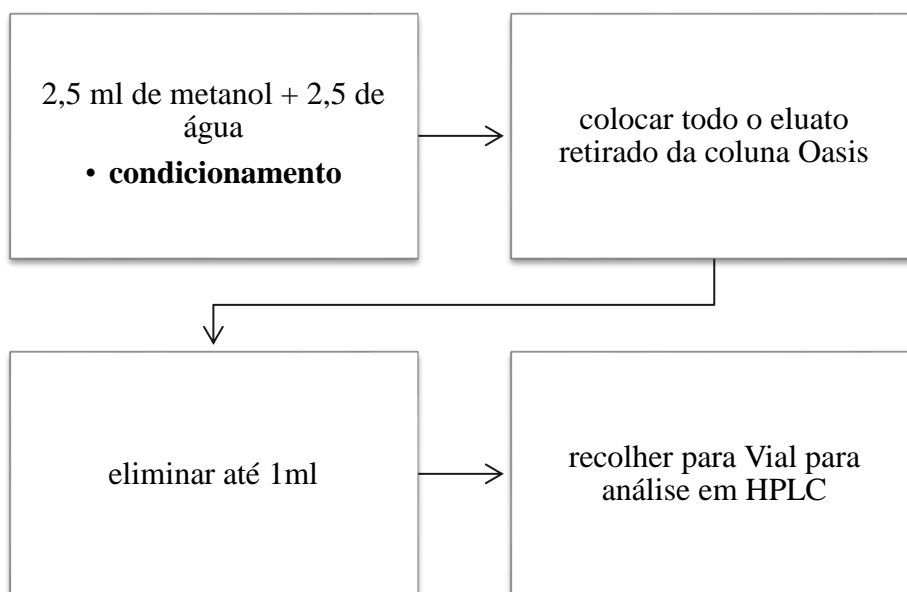 2,5 ml de metanol + 2,5 de
água
• condicionamento
colocar todo o eluato
retirado da coluna Oasis
eliminar até 1ml
recolher para Vial para
análise em HPLC